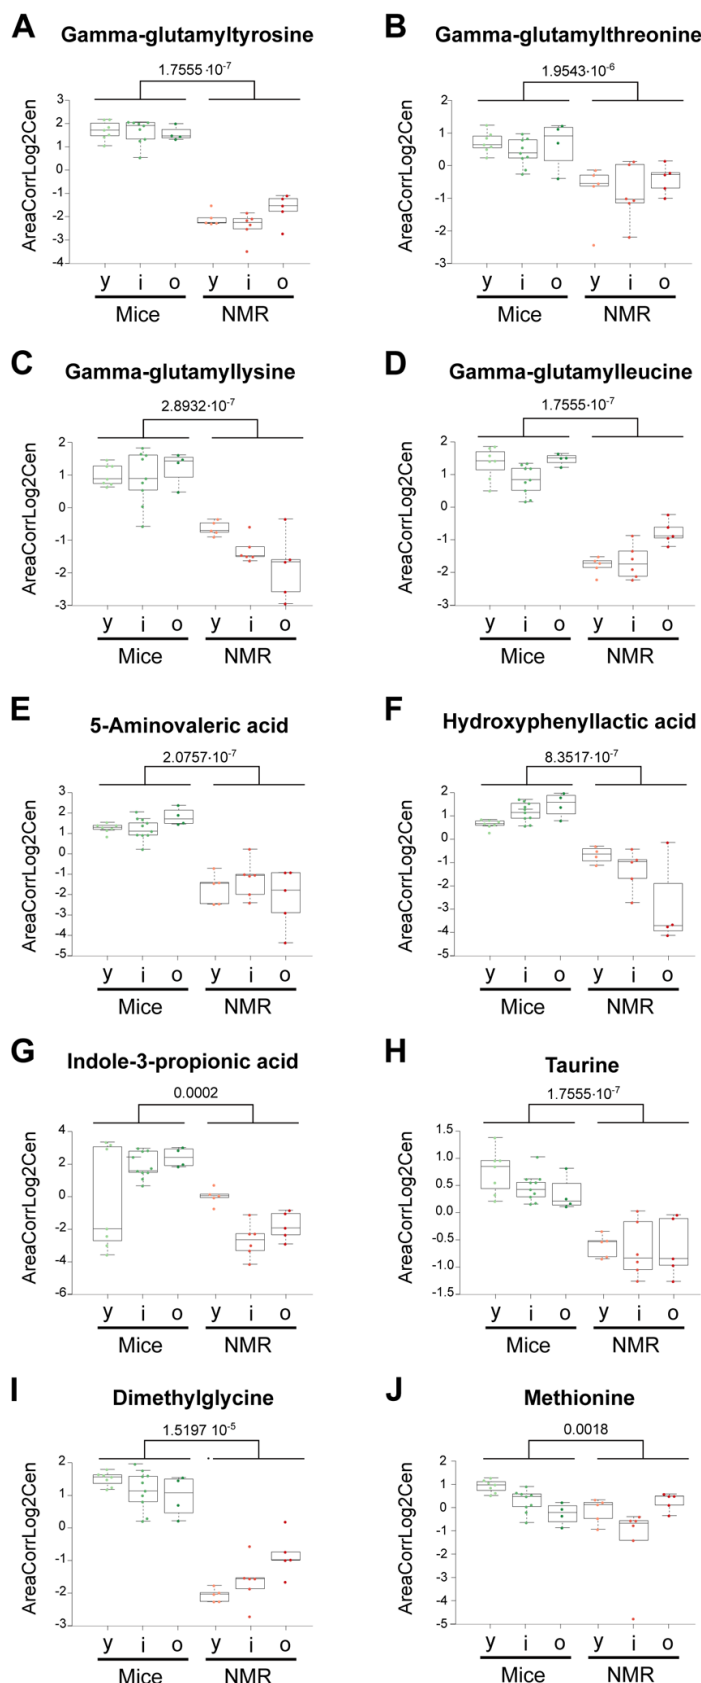 A Gamma-glutamyltyrosine
1.7555·10-7
AreaCorrLog2Cen
3
2
1
0
-1
-2
-3
-4
y i o y i o
Mice NMR
B Gamma-glutamylthreonine
1.9543·10-6
AreaCorrLog2Cen
3
2
1
0
-1
-2
-3
y i o y i o
Mice NMR
C Gamma-glutamyllysine
2.8932·10-7
AreaCorrLog2Cen
2
1
0
-1
-2
-3
y i o y i o
Mice NMR
D Gamma-glutamylleucine
1.7555·10-7
AreaCorrLog2Cen
2
1
0
-1
-2
-3
y i o y i o
Mice NMR
E 5-Aminovaleric acid
2.0757·10-7
AreaCorrLog2Cen
3
2
1
0
-1
-2
-3
-4
-5
y i o y i o
Mice NMR
F Hydroxyphenyllactic acid
8.3517·10-7
AreaCorrLog2Cen
2
1
0
-1
-2
-3
-4
-5
y i o y i o
Mice NMR
G Indole-3-propionic acid
0.0002
AreaCorrLog2Cen
4
2
0
-2
-4
-6
y i o y i o
Mice NMR
H Taurine
1.7555·10-7
AreaCorrLog2Cen
1.5
1.0
0.5
0.0
-0.5
-1.0
-1.5
y i o y i o
Mice NMR
I Dimethylglycine
1.5197 10-5
AreaCorrLog2Cen
2
1
0
-1
-2
-3
y i o y i o
Mice NMR
J Methionine
0.0018
AreaCorrLog2Cen
2
1
0
-1
-2
-3
-4
-5
y i o y i o
Mice NMR